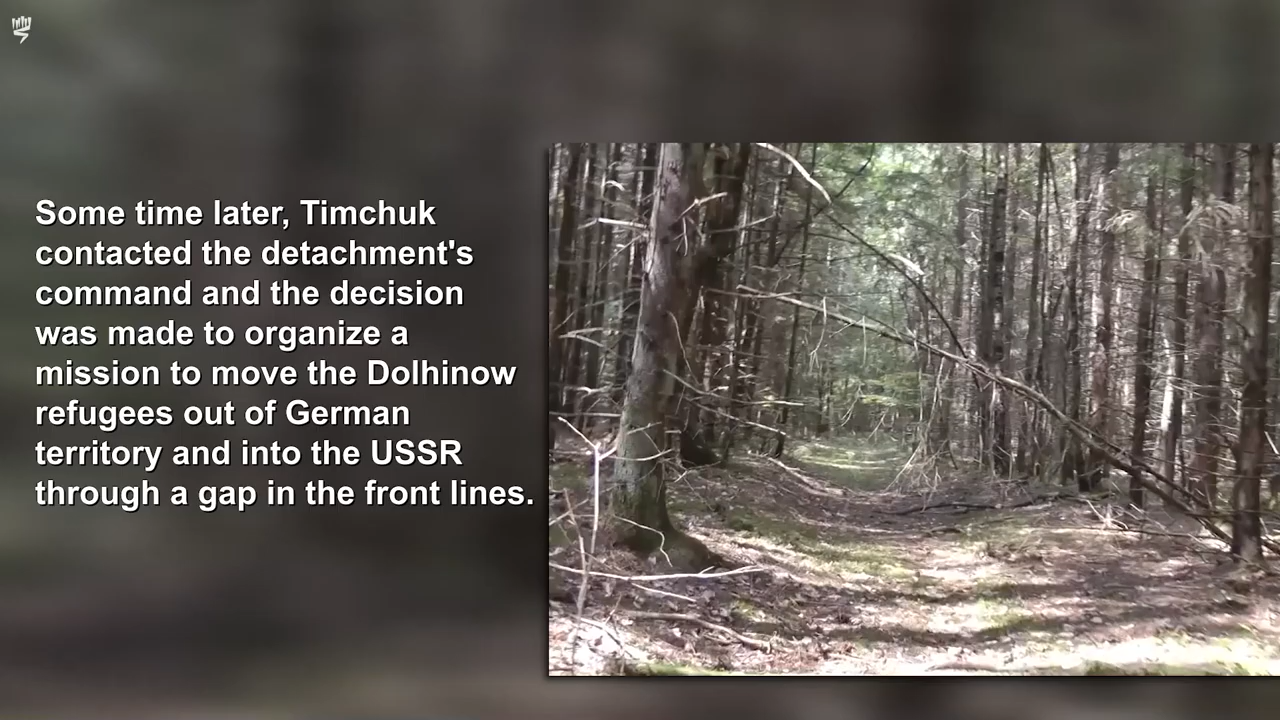 Some time later, Timchuk
contacted the detachment's
command and the decision
was made to organize a
mission to move the Dolhinow
refugees out of German
territory and into the USSR
through a gap in the front lines.